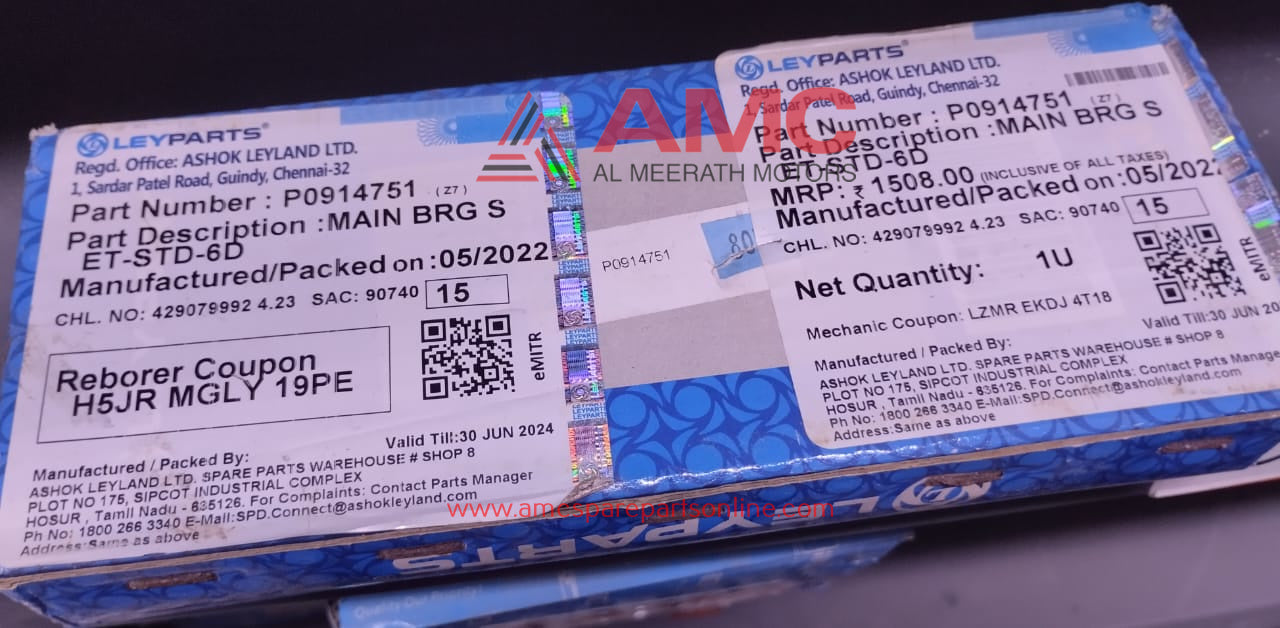 LEYPARTS
Regd. Office: ASHOK LEYLAND LTD.
1, Sardar Patel Road, Guindy, Chennai-32
Part Number : P0914751 (Z7)
Part Description :MAIN BRG S
ET-STD-6D
Manufactured/Packed on :05/2022
CHL. NO: 429079992 4.23 SAC: 90740 15
Reborer Coupon
H5JR MGLY 19PE
eMITR
Valid Till:30 JUN 2024
Manufactured / Packed By:
ASHOK LEYLAND LTD. SPARE PARTS WAREHOUSE # SHOP 8
PLOT NO 175, SIPCOT INDUSTRIAL COMPLEX
HOSUR , Tamil Nadu - 635126. For Complaints: Contact Parts Manager
Ph No: 1800 266 3340 E-Mail:SPD.Connect@ashokleyland.com
Address:Same as above
AMC
AL MEERATH MOTORS
P0914751
80
LEYPARTS
Regd. Office: ASHOK LEYLAND LTD.
1, Sardar Patel Road, Guindy, Chennai-32
Part Number : P0914751 (Z7)
Part Description :MAIN BRG S
ET-STD-6D
MRP: ₹ 1508.00 (INCLUSIVE OF ALL TAXES)
Manufactured/Packed on :05/2022
CHL. NO: 429079992 4.23 SAC: 90740 15
Net Quantity: 1U
eMITR
Mechanic Coupon: LZMR EKDJ 4T18
Valid Till:30 JUN 20
Manufactured / Packed By:
ASHOK LEYLAND LTD. SPARE PARTS WAREHOUSE # SHOP 8
PLOT NO 175, SIPCOT INDUSTRIAL COMPLEX
HOSUR , Tamil Nadu - 635126. For Complaints: Contact Parts Manage
Ph No: 1800 266 3340 E-Mail:SPD.Connect@ashokleyland.com
Address:Same as above
www.amcsparepartsonline.com
LEYPARTS
Quality Our Priority